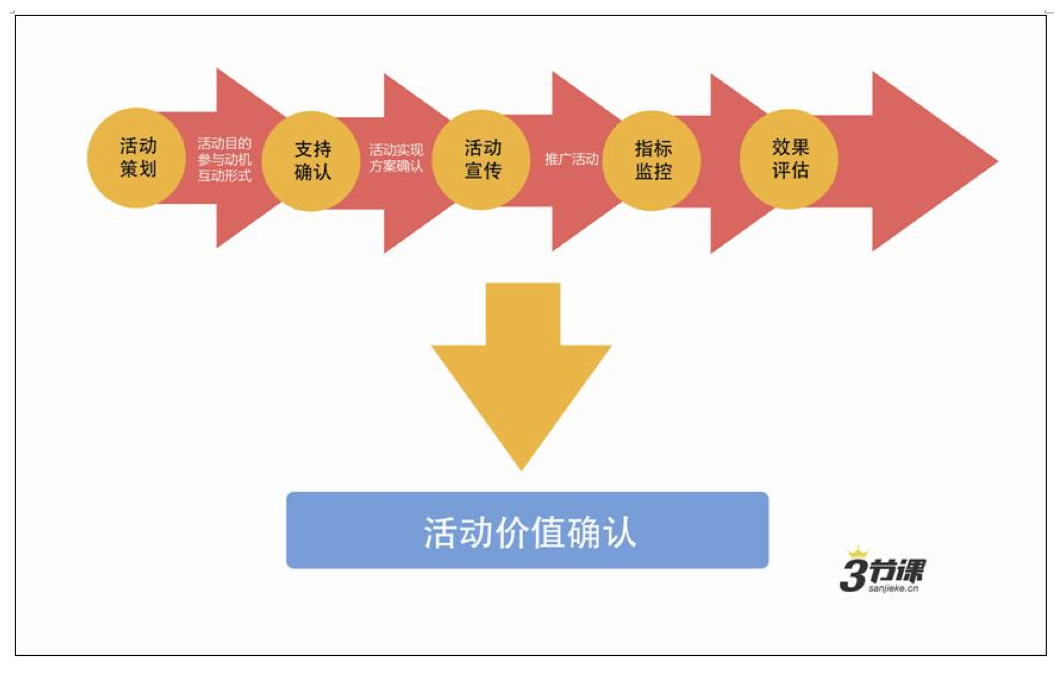 活动
策划
活动目的
参与动机
互动形式
支持
确认
活动实现
方案确认
活动
宣传
推广活动
指标
监控
效果
评估
活动价值确认
3节课
sanjieke.cn